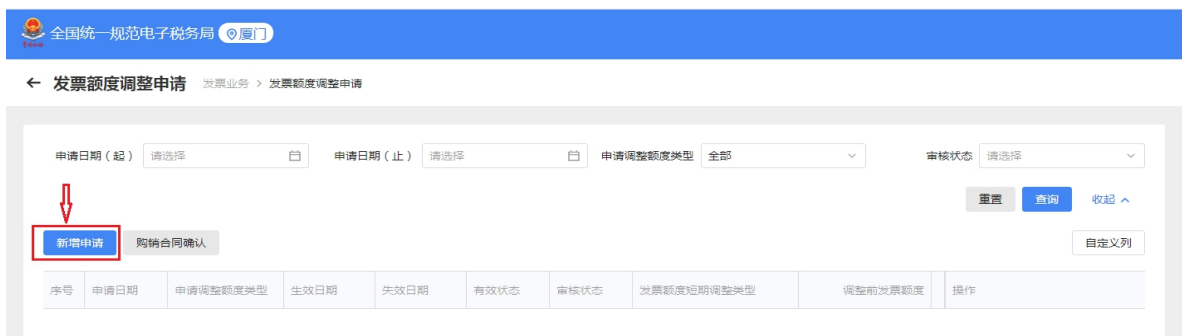 全国统一规范电子税务局 厦门
← 发票额度调整申请 发票业务 > 发票额度调整申请
申请日期（起） 请选择 申请日期（止） 请选择 申请调整额度类型 全部 审核状态 请选择
重置 查询 收起
新增申请 购销合同确认 自定义列
序号 申请日期 申请调整额度类型 生效日期 失效日期 有效状态 审核状态 发票额度短期调整类型 调整前发票额度 操作